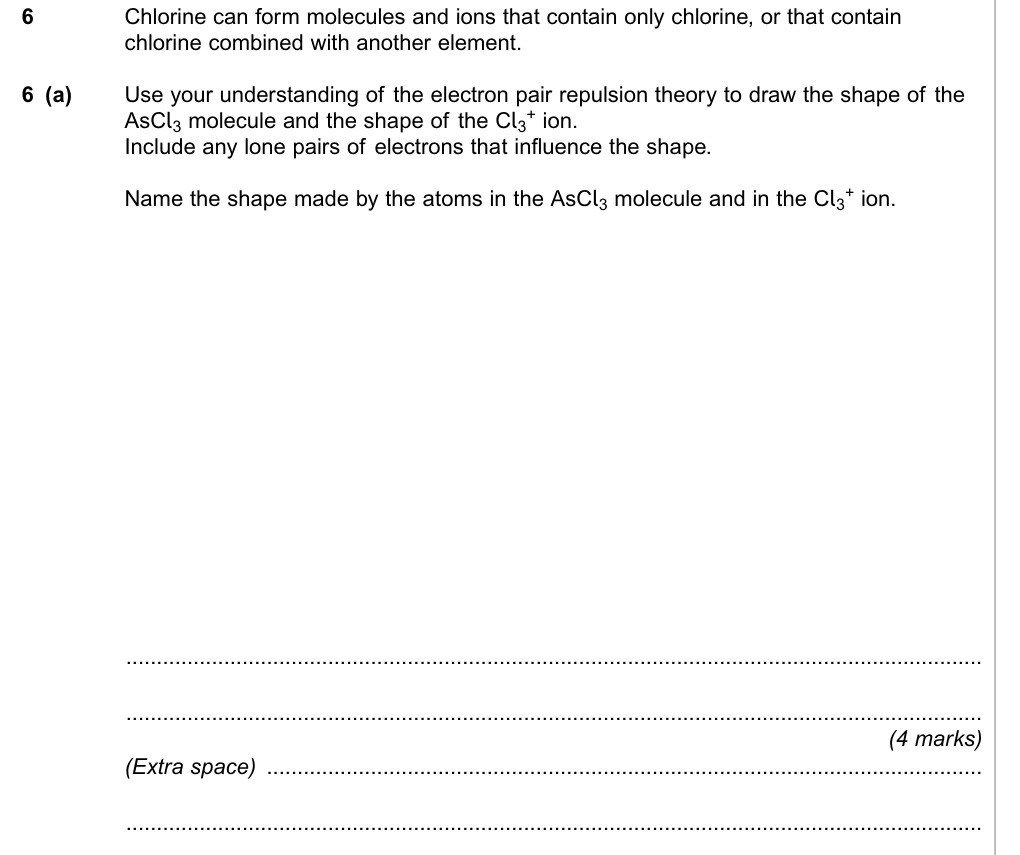 6 Chlorine can form molecules and ions that contain only chlorine, or that contain
chlorine combined with another element.
6 (a) Use your understanding of the electron pair repulsion theory to draw the shape of the
AsCl₃ molecule and the shape of the Cl₃⁺ ion.
Include any lone pairs of electrons that influence the shape.
Name the shape made by the atoms in the AsCl₃ molecule and in the Cl₃⁺ ion.
(4 marks)
(Extra space)